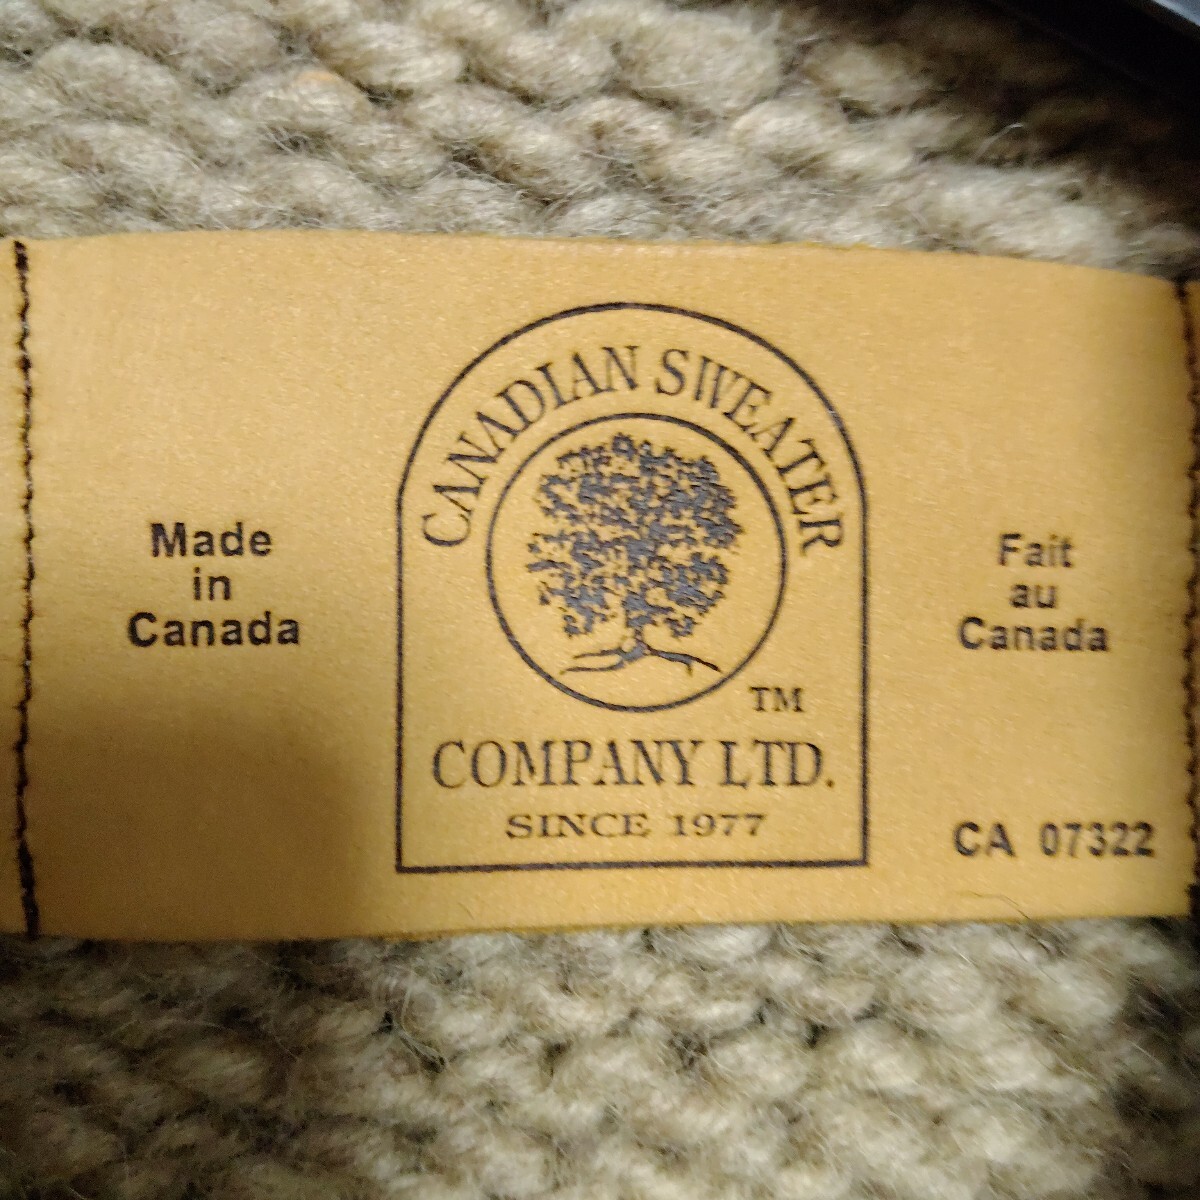 Made
in
Canada
CANADIAN SWEATER
TM
COMPANY LTD.
SINCE 1977
Fait
au
Canada
CA 07322